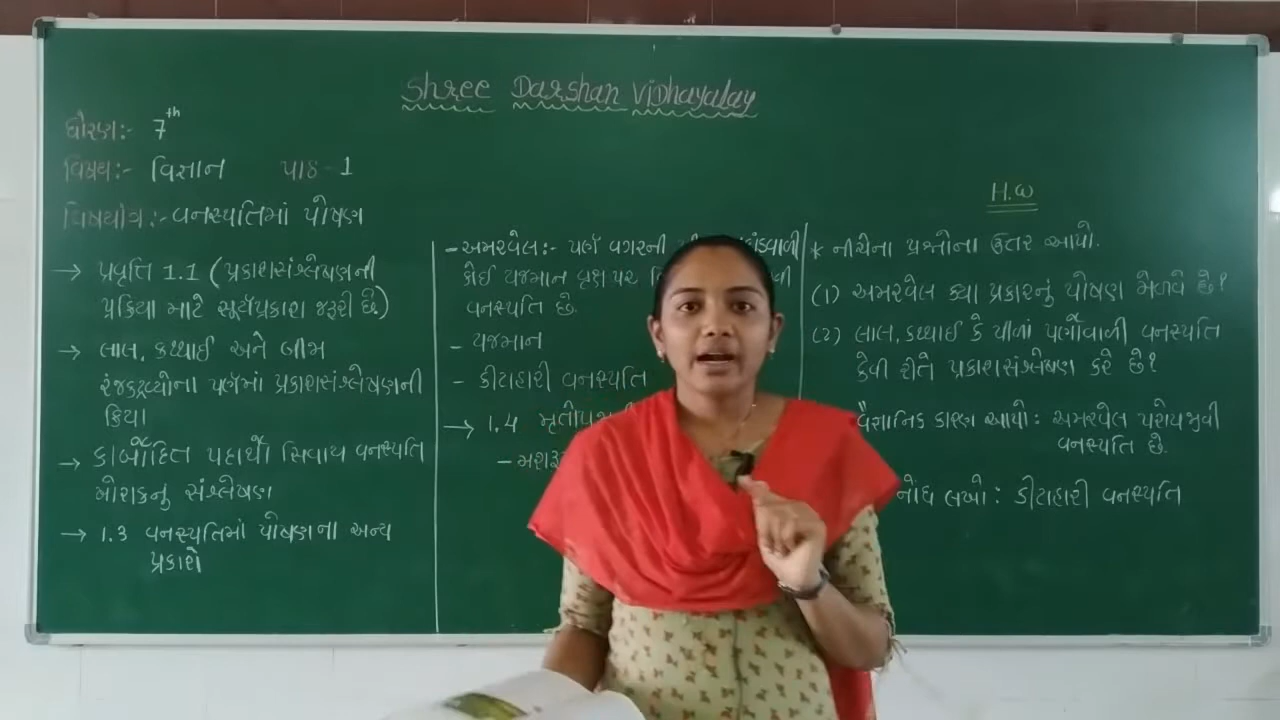 Shree Darshan Vidhayalay
ધોરણ:- 7th
વિષય:- વિજ્ઞાન પાઠ-1
વિષયાંગ:- વનસ્પતિમાં પોષણ
→ પ્રવૃત્તિ 1.1 (પ્રકાશસંશ્લેષણની
પ્રક્રિયા માટે સૂર્યપ્રકાશ જરૂરી છે)
→ લાલ, કથ્થાઈ અને બીજા
રંજકદ્રવ્યોના પર્ણમાં પ્રકાશસંશ્લેષણની
ક્રિયા
→ કાર્બોદિત પદાર્થો સિવાય વનસ્પતિ
ખોરાકનું સંશ્લેષણ
→ 1.3 વનસ્પતિમાં પોષણના અન્ય
પ્રકારો
- અમરવેલ:- પર્ણ વગરની
કોઈ યજમાન વૃક્ષ પર
વનસ્પતિ છે.
- યજમાન
- કીટાહારી વનસ્પતિ
→ 1.4
H.W
* નીચેના પ્રશ્નોના ઉત્તર આપો.
(1) અમરવેલ ક્યા પ્રકારનું પોષણ મેળવે છે?
(2) લાલ, કથ્થાઈ કે પીળાં પર્ણોવાળી વનસ્પતિ
કેવી રીતે પ્રકાશસંશ્લેષણ કરે છે?
વૈજ્ઞાનિક કારણ આપો: અમરવેલ પરોપજીવી
વનસ્પતિ છે.
નોંધ લખો: કીટાહારી વનસ્પતિ